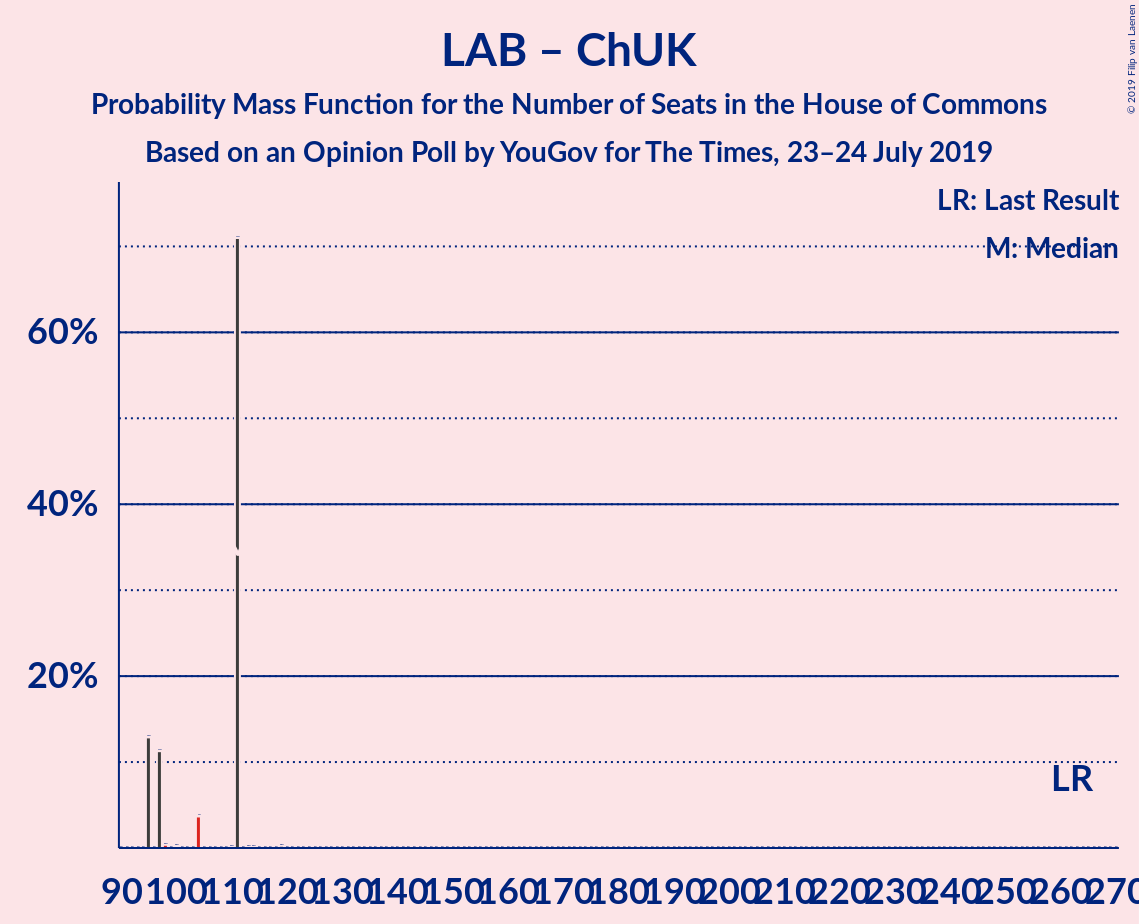 LAB – ChUK
Probability Mass Function for the Number of Seats in the House of Commons
Based on an Opinion Poll by YouGov for The Times, 23–24 July 2019
© 2019 Filip van Laenen
LR: Last Result
M: Median
60%
40%
20%
LR
90 100 110 120 130 140 150 160 170 180 190 200 210 220 230 240 250 260 270